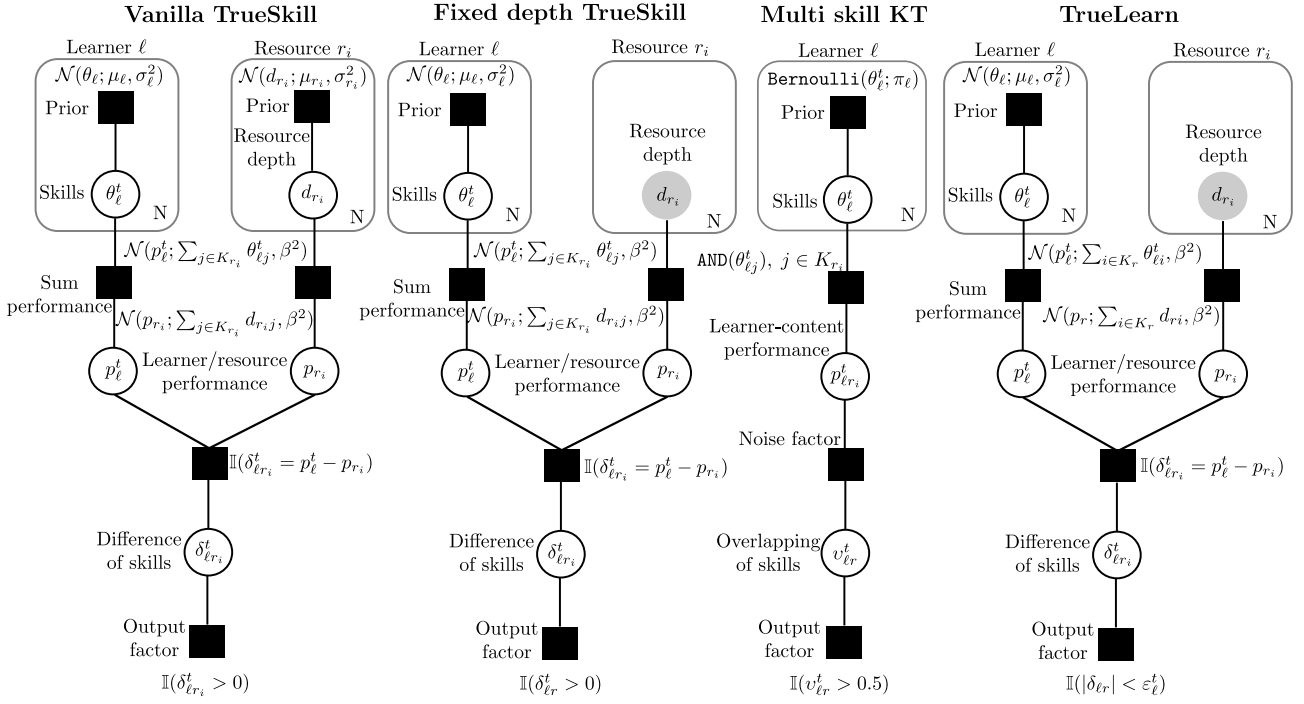 Vanilla TrueSkill
Learner ℓ
Resource r_i
𝒩(θ_ℓ; μ_ℓ, σ_ℓ^2)
𝒩(d_{r_i}; μ_{r_i}, σ_{r_i}^2)
Prior
Prior
Resource
depth
Skills
θ_ℓ^t
d_{r_i}
N
N
𝒩(p_ℓ^t; ∑_{j∈K_{r_i}} θ_{ℓj}^t, β^2)
Sum
performance
𝒩(p_{r_i}; ∑_{j∈K_{r_i}} d_{r_ij}, β^2)
p_ℓ^t
Learner/resource
performance
p_{r_i}
𝕀(δ_{ℓr_i}^t = p_ℓ^t − p_{r_i})
Difference
of skills
δ_{ℓr_i}^t
Output
factor
𝕀(δ_{ℓr_i}^t > 0)
Fixed depth TrueSkill
Learner ℓ
Resource r_i
𝒩(θ_ℓ; μ_ℓ, σ_ℓ^2)
Prior
Resource
depth
Skills
θ_ℓ^t
d_{r_i}
N
N
𝒩(p_ℓ^t; ∑_{j∈K_{r_i}} θ_{ℓj}^t, β^2)
Sum
performance
𝒩(p_{r_i}; ∑_{j∈K_{r_i}} d_{r_ij}, β^2)
p_ℓ^t
Learner/resource
performance
p_{r_i}
𝕀(δ_{ℓr_i}^t = p_ℓ^t − p_{r_i})
Difference
of skills
δ_{ℓr_i}^t
Output
factor
𝕀(δ_{ℓr}^t > 0)
Multi skill KT
Learner ℓ
Bernoulli(θ_ℓ^t; π_ℓ)
Prior
Skills
θ_ℓ^t
N
AND(θ_{ℓj}^t), j ∈ K_{r_i}
Learner-content
performance
p_{ℓr_i}^t
Noise factor
Overlapping
of skills
υ_{ℓr}^t
Output
factor
𝕀(υ_{ℓr}^t > 0.5)
TrueLearn
Learner ℓ
Resource r_i
𝒩(θ_ℓ; μ_ℓ, σ_ℓ^2)
Prior
Resource
depth
Skills
θ_ℓ^t
d_{r_i}
N
N
𝒩(p_ℓ^t; ∑_{i∈K_r} θ_{ℓi}^t, β^2)
Sum
performance
𝒩(p_r; ∑_{i∈K_r} d_{ri}, β^2)
p_ℓ^t
Learner/resource
performance
p_{r_i}
𝕀(δ_{ℓr_i}^t = p_ℓ^t − p_{r_i})
Difference
of skills
δ_{ℓr_i}^t
Output
factor
𝕀(|δ_{ℓr}| < ε_ℓ^t)